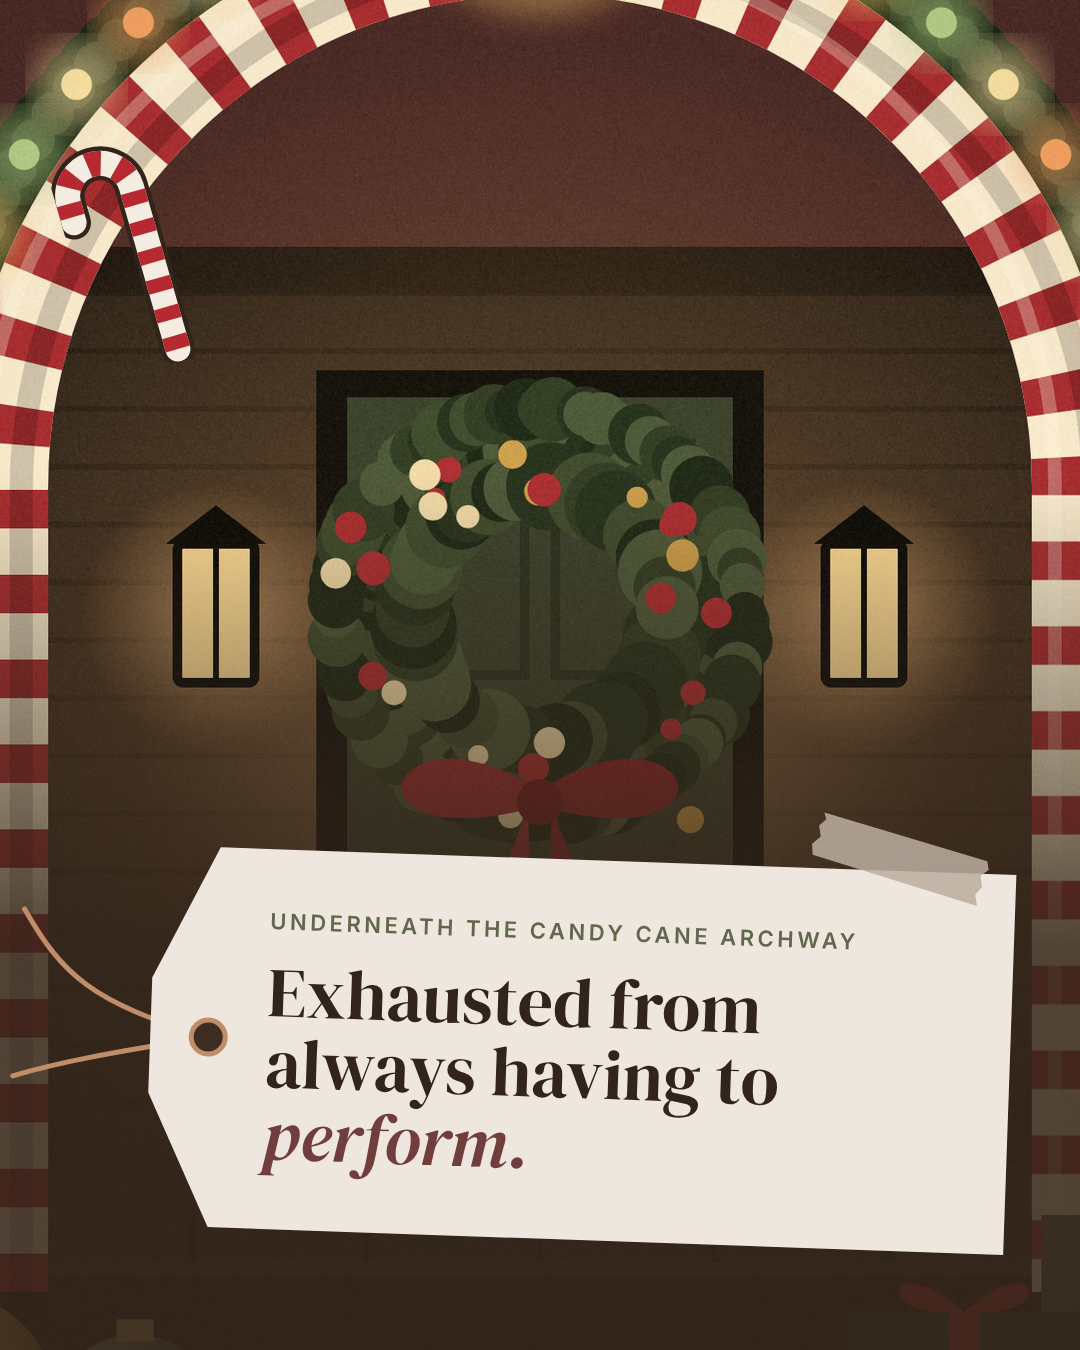 UNDERNEATH THE CANDY CANE ARCHWAY
Exhausted from
always having to
perform.